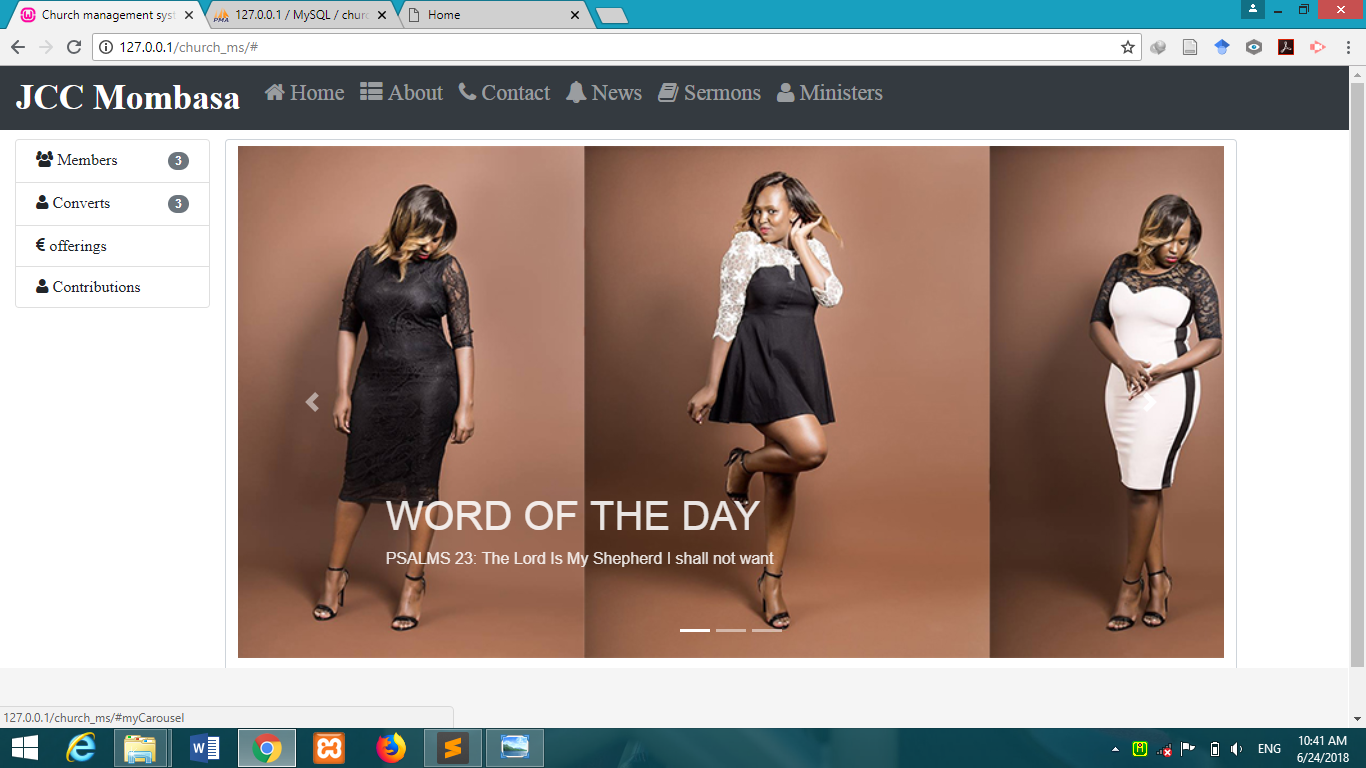 Church management syst
127.0.0.1 / MySQL / churc
Home
127.0.0.1/church_ms/#
JCC Mombasa
Home
About
Contact
News
Sermons
Ministers
Members 3
Converts 3
€ offerings
Contributions
WORD OF THE DAY
PSALMS 23: The Lord Is My Shepherd I shall not want
127.0.0.1/church_ms/#myCarousel
ENG
10:41 AM
6/24/2018